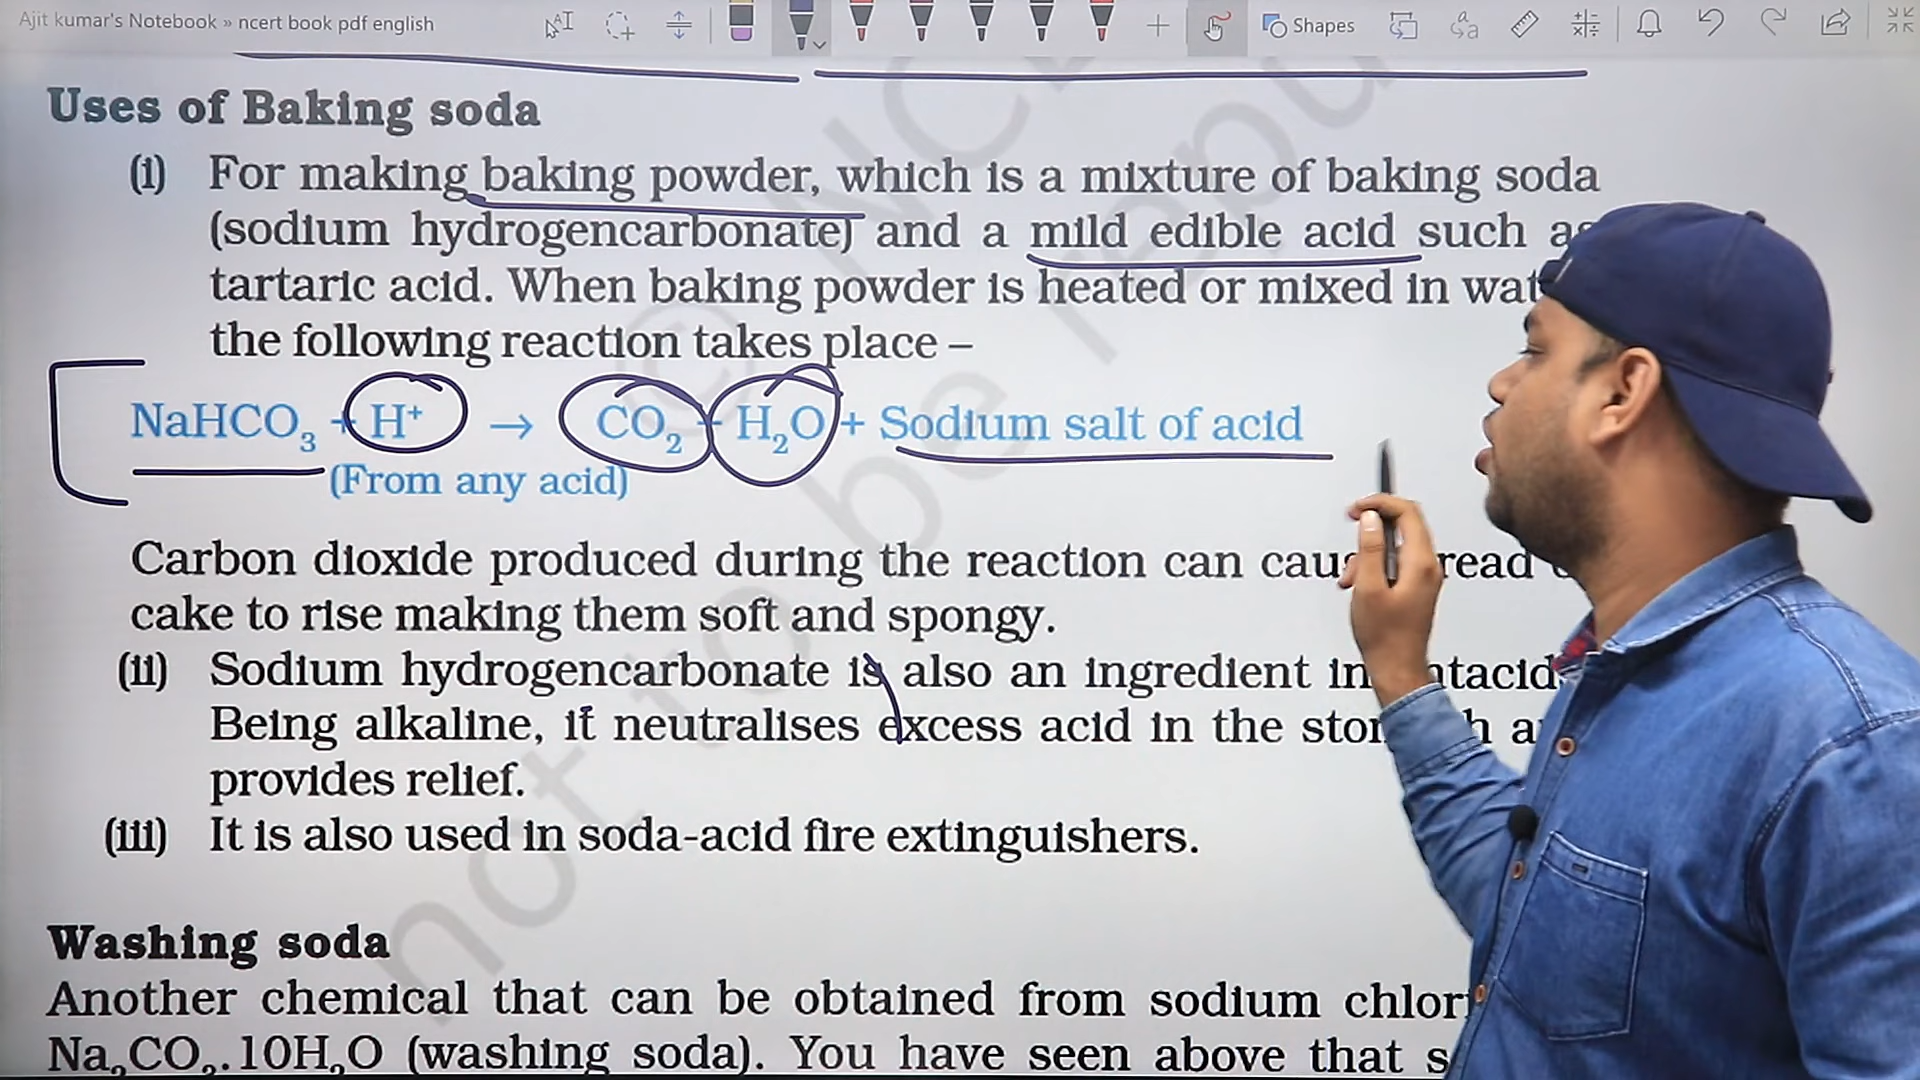 Ajit kumar's Notebook » ncert book pdf english
Shapes
Uses of Baking soda
(i) For making baking powder, which is a mixture of baking soda
(sodium hydrogencarbonate) and a mild edible acid such as
tartaric acid. When baking powder is heated or mixed in
the following reaction takes place –
NaHCO₃ + H⁺ → CO₂ + H₂O + Sodium salt of acid
(From any acid)
Carbon dioxide produced during the reaction can
cake to rise making them soft and spongy.
(ii) Sodium hydrogencarbonate is also an ingredient in
Being alkaline, it neutralises excess acid in the
provides relief.
(iii) It is also used in soda-acid fire extinguishers.
Washing soda
Another chemical that can be obtained from sodium
Na₂CO₃.10H₂O (washing soda). You have seen above that
not to be repu
© NCE